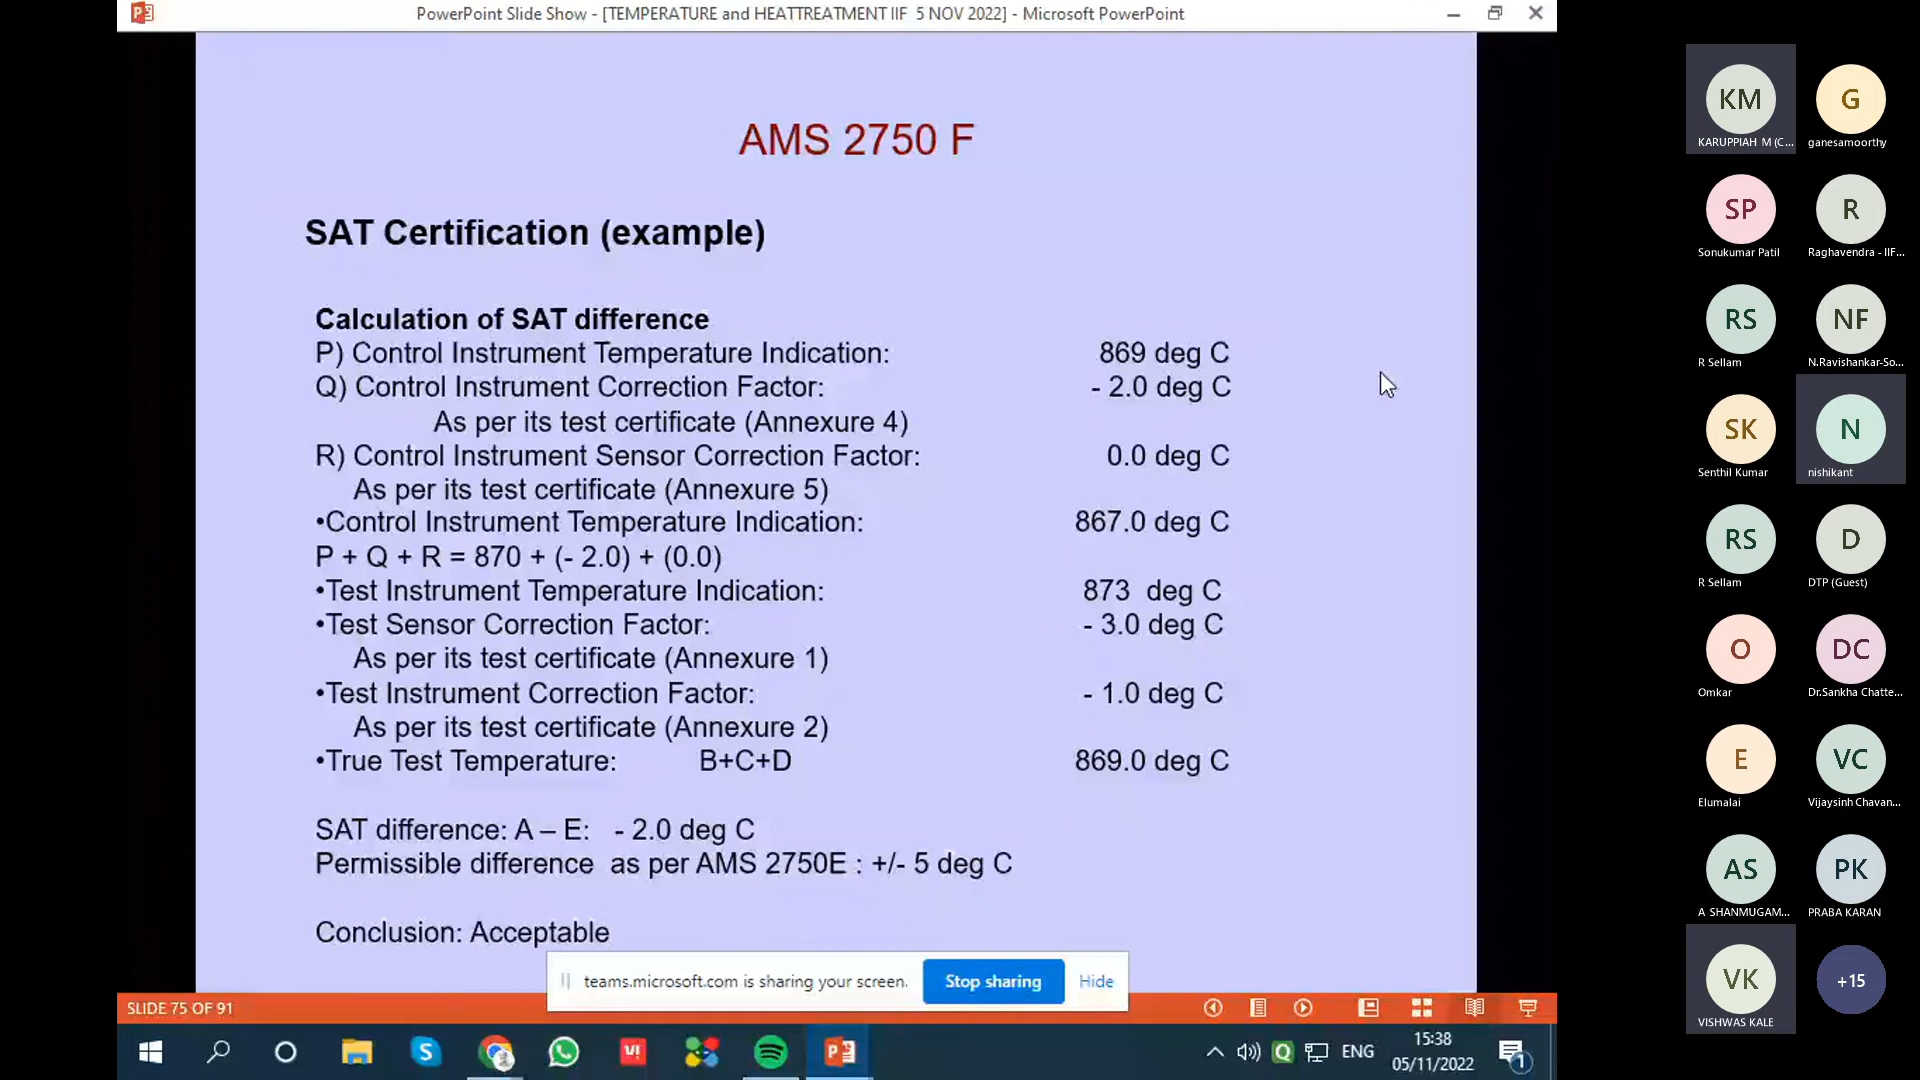 PowerPoint Slide Show - [TEMPERATURE and HEATTREATMENT IIF 5 NOV 2022] - Microsoft PowerPoint
AMS 2750 F
SAT Certification (example)
Calculation of SAT difference
P) Control Instrument Temperature Indication: 869 deg C
Q) Control Instrument Correction Factor: - 2.0 deg C
As per its test certificate (Annexure 4)
R) Control Instrument Sensor Correction Factor: 0.0 deg C
As per its test certificate (Annexure 5)
•Control Instrument Temperature Indication: 867.0 deg C
P + Q + R = 870 + (- 2.0) + (0.0)
•Test Instrument Temperature Indication: 873 deg C
•Test Sensor Correction Factor: - 3.0 deg C
As per its test certificate (Annexure 1)
•Test Instrument Correction Factor: - 1.0 deg C
As per its test certificate (Annexure 2)
•True Test Temperature: B+C+D 869.0 deg C
SAT difference: A – E: - 2.0 deg C
Permissible difference as per AMS 2750E : +/- 5 deg C
Conclusion: Acceptable
teams.microsoft.com is sharing your screen. Stop sharing Hide
SLIDE 75 OF 91
ENG
15:38
05/11/2022
1
KM G
KARUPPIAH M (C... ganesamoorthy
SP R
Sonukumar Patil Raghavendra - IIF...
RS NF
R Sellam N.Ravishankar-So...
SK N
Senthil Kumar nishikant
RS D
R Sellam DTP (Guest)
O DC
Omkar Dr.Sankha Chatte...
E VC
Elumalai Vijaysinh Chavan...
AS PK
A SHANMUGAM... PRABA KARAN
VK +15
VISHWAS KALE